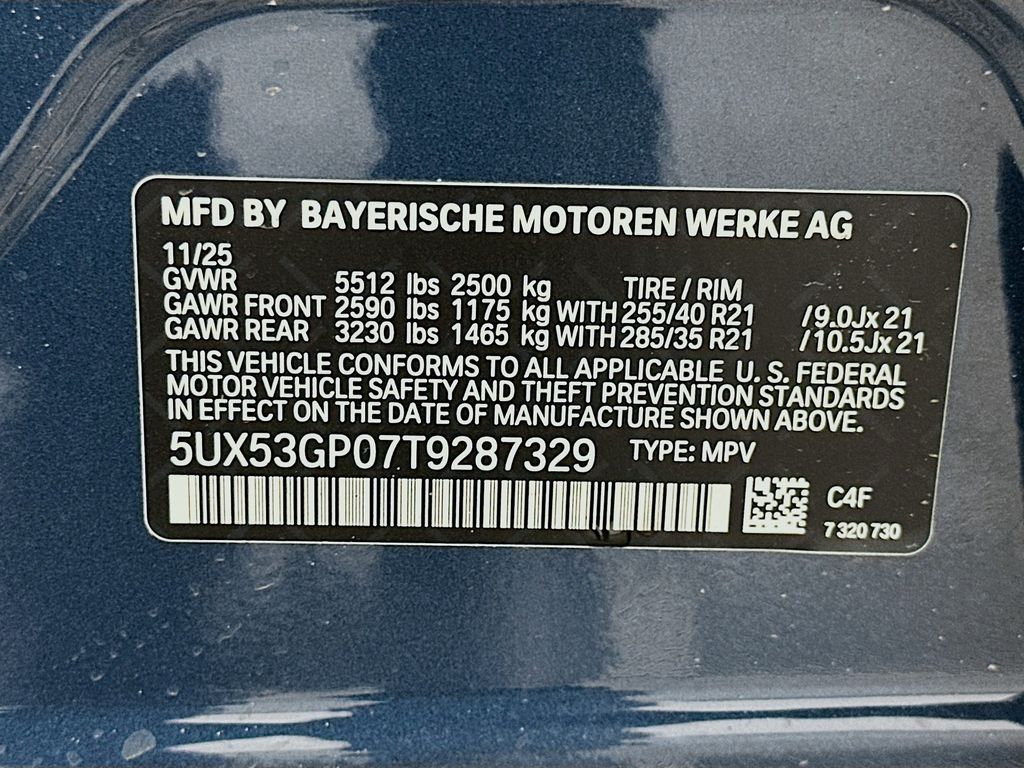 MFD BY BAYERISCHE MOTOREN WERKE AG
11/25
GVWR 5512 lbs 2500 kg TIRE / RIM
GAWR FRONT 2590 lbs 1175 kg WITH 255/40 R21 /9.0Jx21
GAWR REAR 3230 lbs 1465 kg WITH 285/35 R21 /10.5Jx21
THIS VEHICLE CONFORMS TO ALL APPLICABLE U. S. FEDERAL
MOTOR VEHICLE SAFETY AND THEFT PREVENTION STANDARDS
IN EFFECT ON THE DATE OF MANUFACTURE SHOWN ABOVE.
5UX53GP07T9287329 TYPE: MPV
C4F
7 320 730